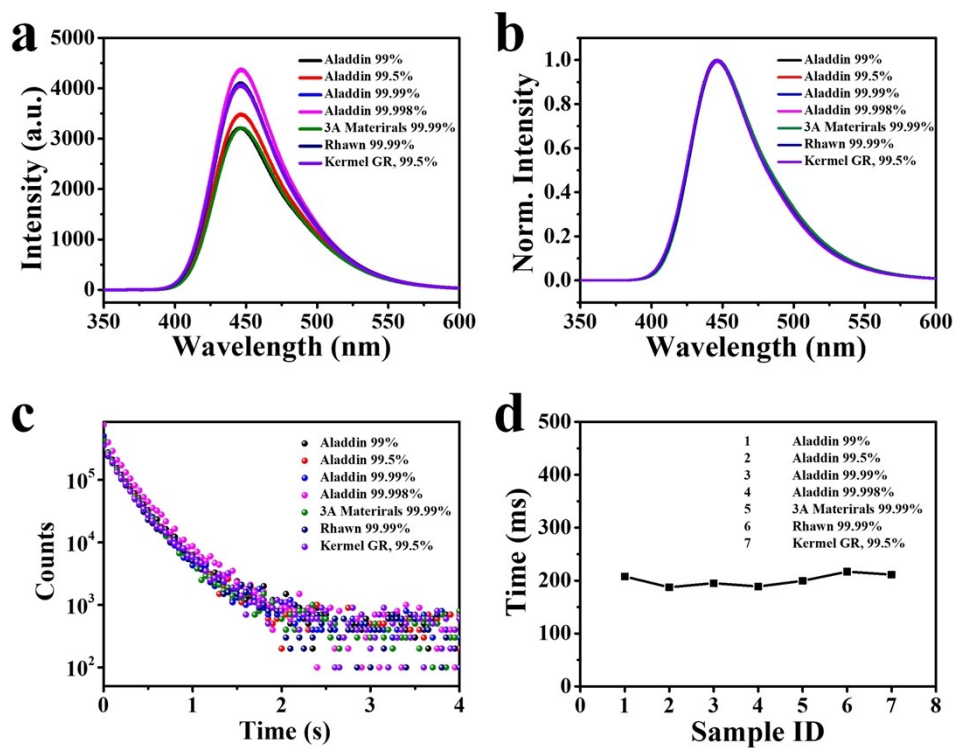 a
5000
4000
3000
2000
1000
0
Intensity (a.u.)
Aladdin 99%
Aladdin 99.5%
Aladdin 99.99%
Aladdin 99.998%
3A Materirals 99.99%
Rhawn 99.99%
Kermel GR, 99.5%
350 400 450 500 550 600
Wavelength (nm)
b
1.0
0.8
0.6
0.4
0.2
0.0
Norm. Intensity
Aladdin 99%
Aladdin 99.5%
Aladdin 99.99%
Aladdin 99.998%
3A Materirals 99.99%
Rhawn 99.99%
Kermel GR, 99.5%
350 400 450 500 550 600
Wavelength (nm)
c
10^5
10^4
10^3
10^2
Counts
Aladdin 99%
Aladdin 99.5%
Aladdin 99.99%
Aladdin 99.998%
3A Materirals 99.99%
Rhawn 99.99%
Kermel GR, 99.5%
0 1 2 3 4
Time (s)
d
500
400
300
200
100
0
Time (ms)
1 Aladdin 99%
2 Aladdin 99.5%
3 Aladdin 99.99%
4 Aladdin 99.998%
5 3A Materirals 99.99%
6 Rhawn 99.99%
7 Kermel GR, 99.5%
0 1 2 3 4 5 6 7 8
Sample ID